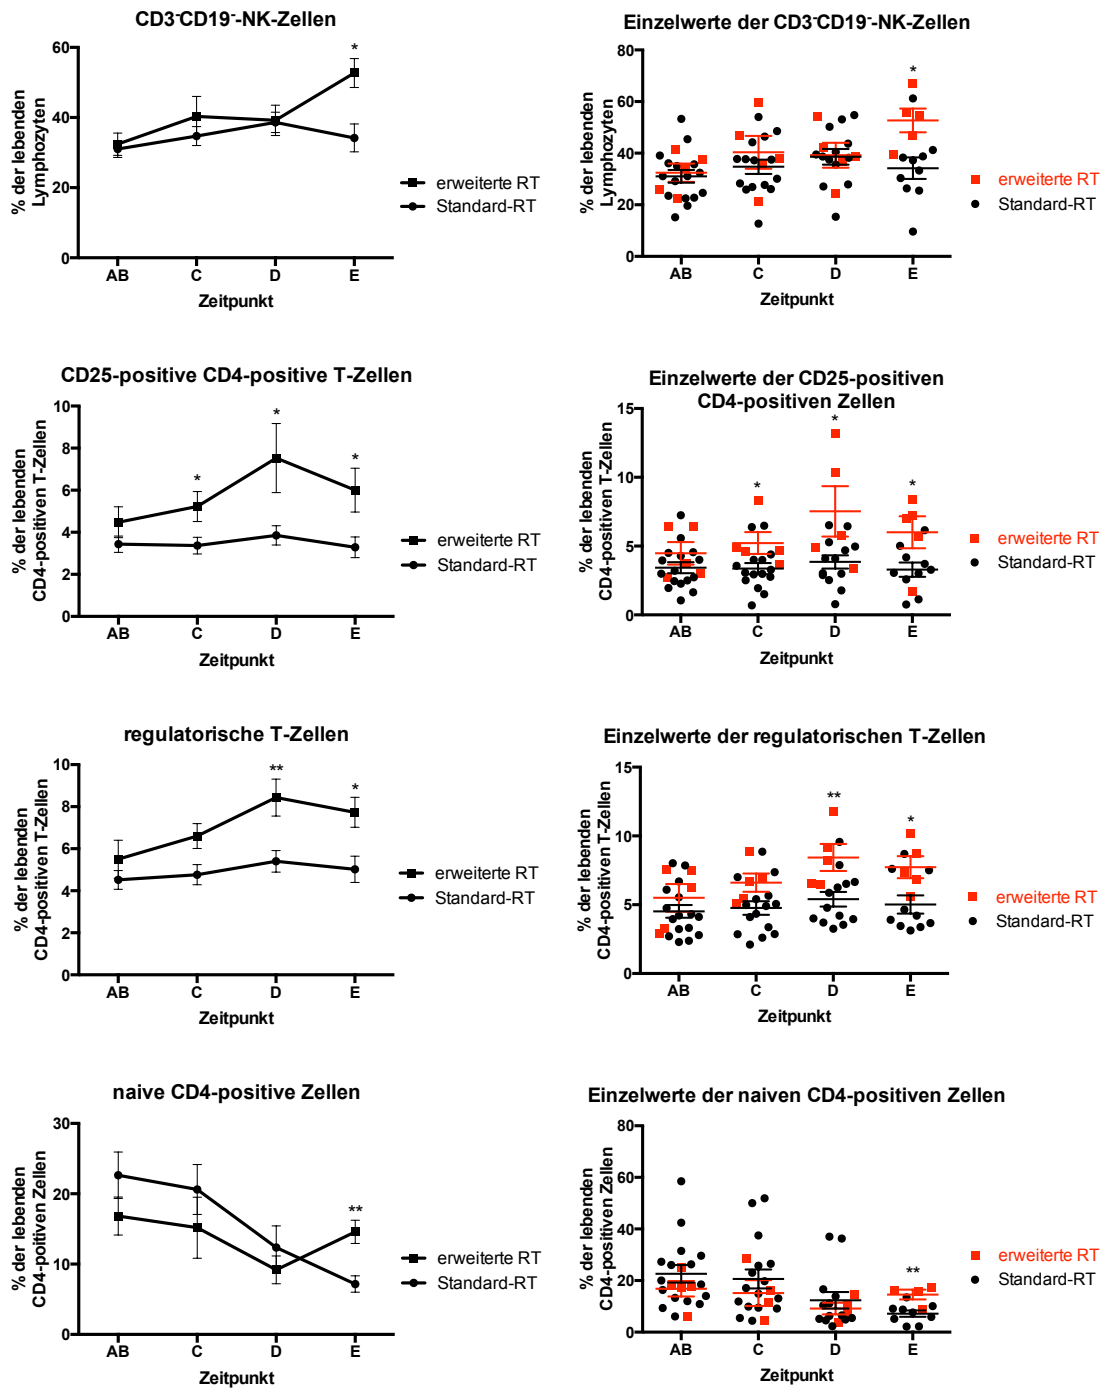 CD3-CD19--NK-Zellen
% der lebenden
Lymphozyten
60
40
20
0
AB C D E
Zeitpunkt
*
erweiterte RT
Standard-RT
Einzelwerte der CD3-CD19--NK-Zellen
% der lebenden
Lymphozyten
80
60
40
20
0
AB C D E
Zeitpunkt
*
erweiterte RT
Standard-RT
CD25-positive CD4-positive T-Zellen
% der lebenden
CD4-positiven T-Zellen
10
8
6
4
2
0
AB C D E
Zeitpunkt
* * *
erweiterte RT
Standard-RT
Einzelwerte der CD25-positiven
CD4-positiven Zellen
% der lebenden
CD4-positiven T-Zellen
15
10
5
0
AB C D E
Zeitpunkt
* * *
erweiterte RT
Standard-RT
regulatorische T-Zellen
% der lebenden
CD4-positiven T-Zellen
10
8
6
4
2
0
AB C D E
Zeitpunkt
** *
erweiterte RT
Standard-RT
Einzelwerte der regulatorischen T-Zellen
% der lebenden
CD4-positiven T-Zellen
15
10
5
0
AB C D E
Zeitpunkt
** *
erweiterte RT
Standard-RT
naive CD4-positive Zellen
% der lebenden
CD4-poitiven Zellen
30
20
10
0
AB C D E
Zeitpunkt
**
erweiterte RT
Standard-RT
Einzelwerte der naiven CD4-positiven Zellen
% der lebenden
CD4-positiven Zellen
80
60
40
20
0
AB C D E
Zeitpunkt
**
erweiterte RT
Standard-RT